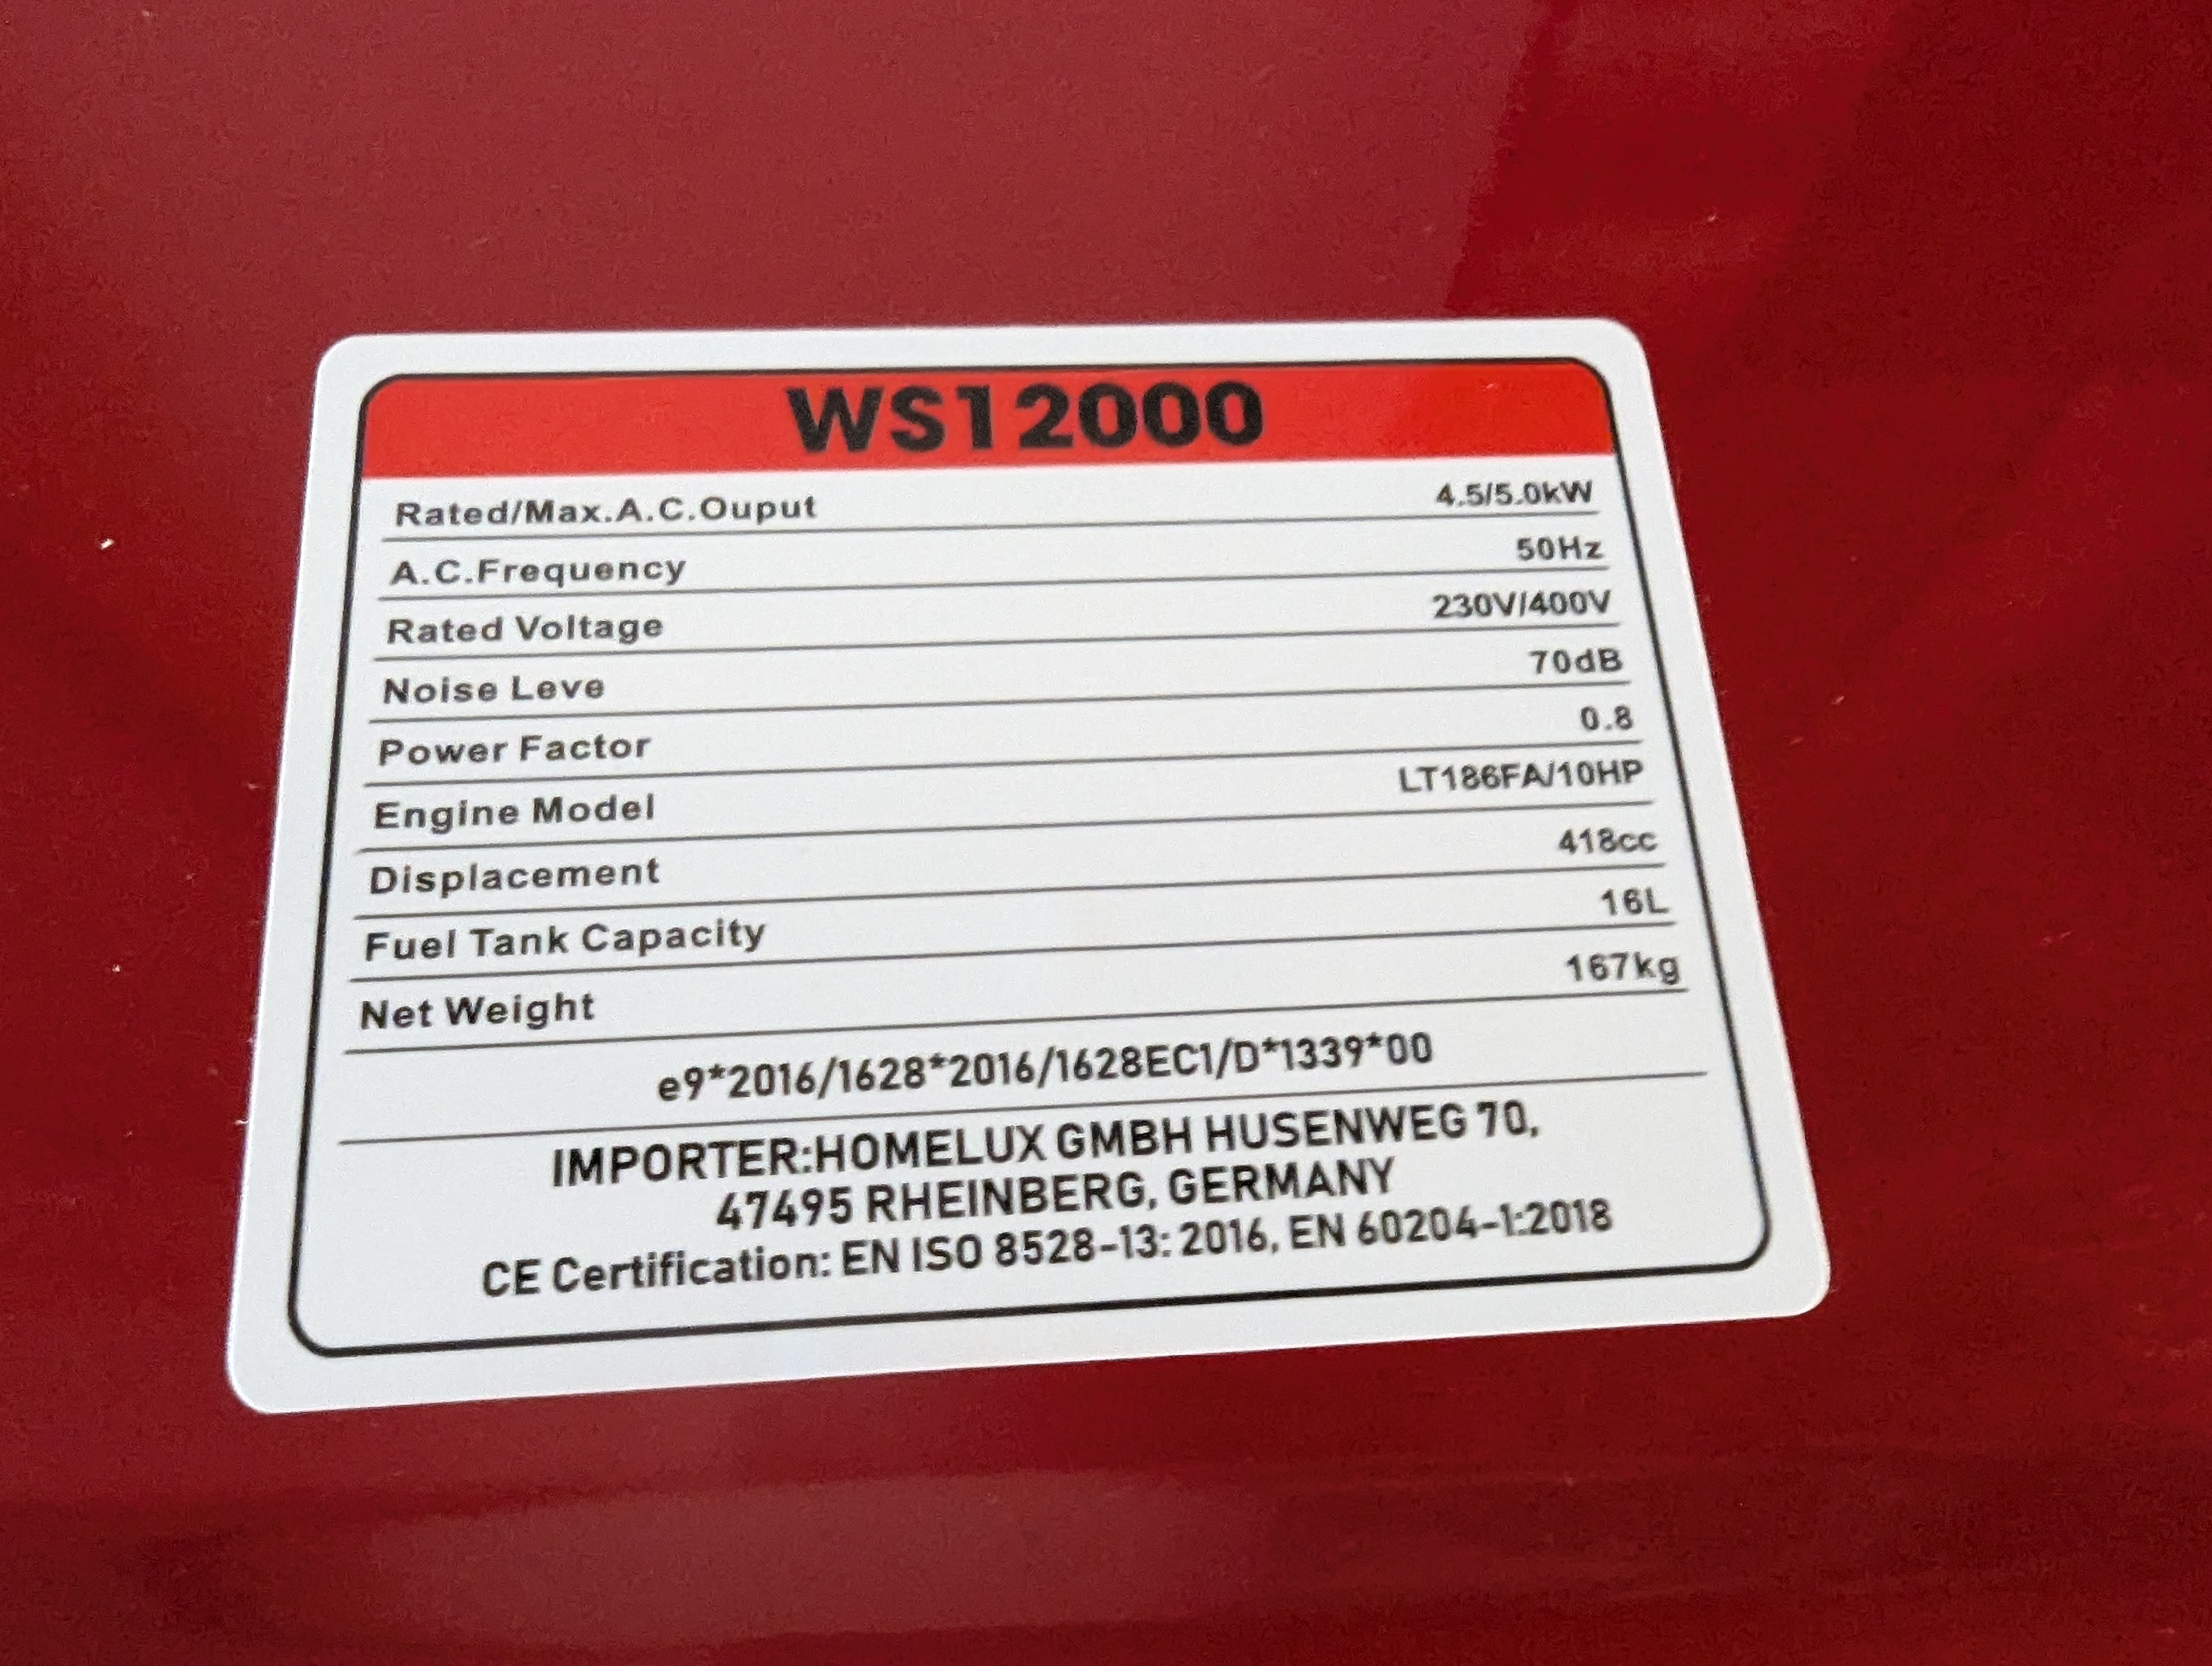 WS12000
Rated/Max.A.C.Ouput 4.5/5.0kW
A.C.Frequency 50Hz
Rated Voltage 230V/400V
Noise Leve 70dB
Power Factor 0.8
Engine Model LT186FA/10HP
Displacement 418cc
Fuel Tank Capacity 16L
Net Weight 167kg
e9*2016/1628*2016/1628EC1/D*1339*00
IMPORTER:HOMELUX GMBH HUSENWEG 70,
47495 RHEINBERG, GERMANY
CE Certification: EN ISO 8528-13: 2016, EN 60204-1:2018